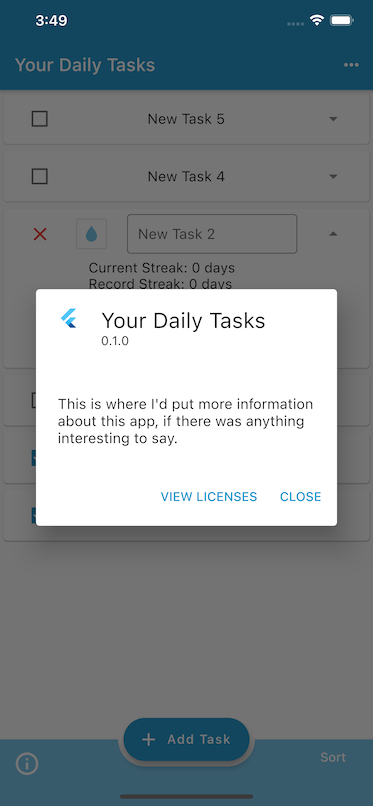 3:49
Your Daily Tasks
New Task 5
New Task 4
New Task 2
Current Streak: 0 days
Record Streak: 0 days
Your Daily Tasks
0.1.0
This is where I'd put more information
about this app, if there was anything
interesting to say.
VIEW LICENSES
CLOSE
+ Add Task
Sort